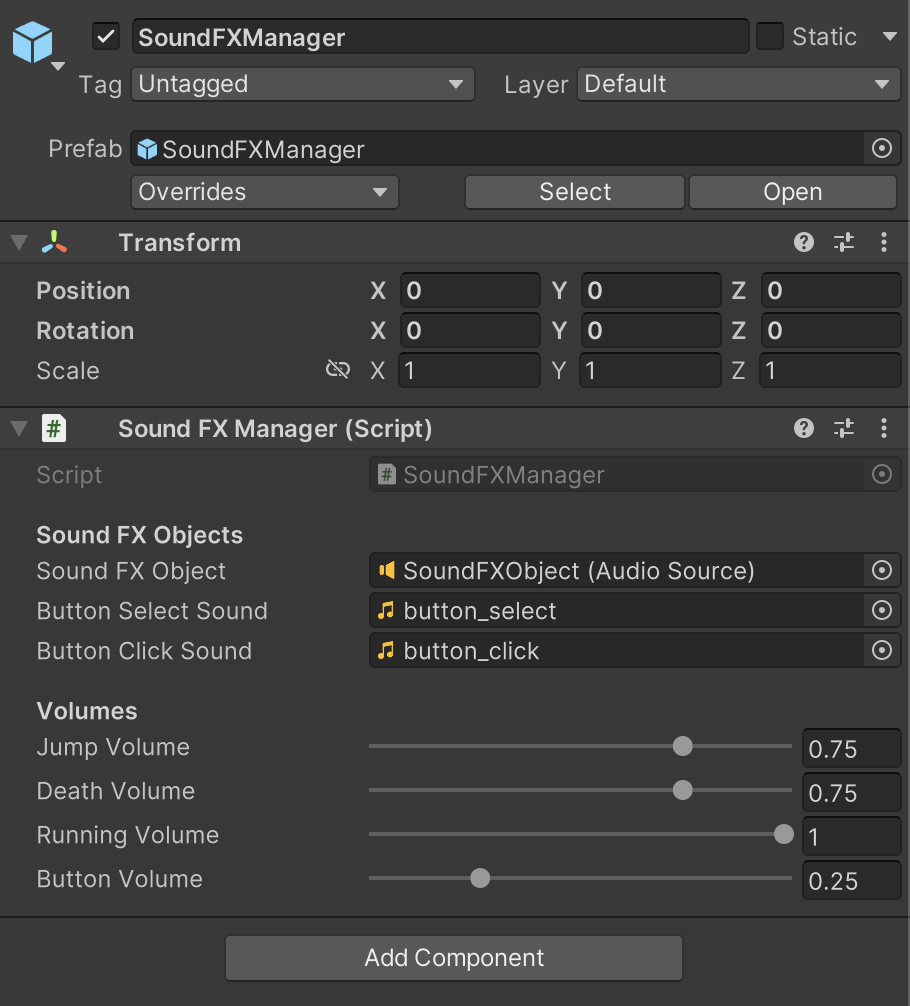 SoundFXManager Static
Tag Untagged Layer Default
Prefab SoundFXManager
Overrides Select Open
Transform
Position X 0 Y 0 Z 0
Rotation X 0 Y 0 Z 0
Scale X 1 Y 1 Z 1
# Sound FX Manager (Script)
Script # SoundFXManager
Sound FX Objects
Sound FX Object SoundFXObject (Audio Source)
Button Select Sound button_select
Button Click Sound button_click
Volumes
Jump Volume 0.75
Death Volume 0.75
Running Volume 1
Button Volume 0.25
Add Component